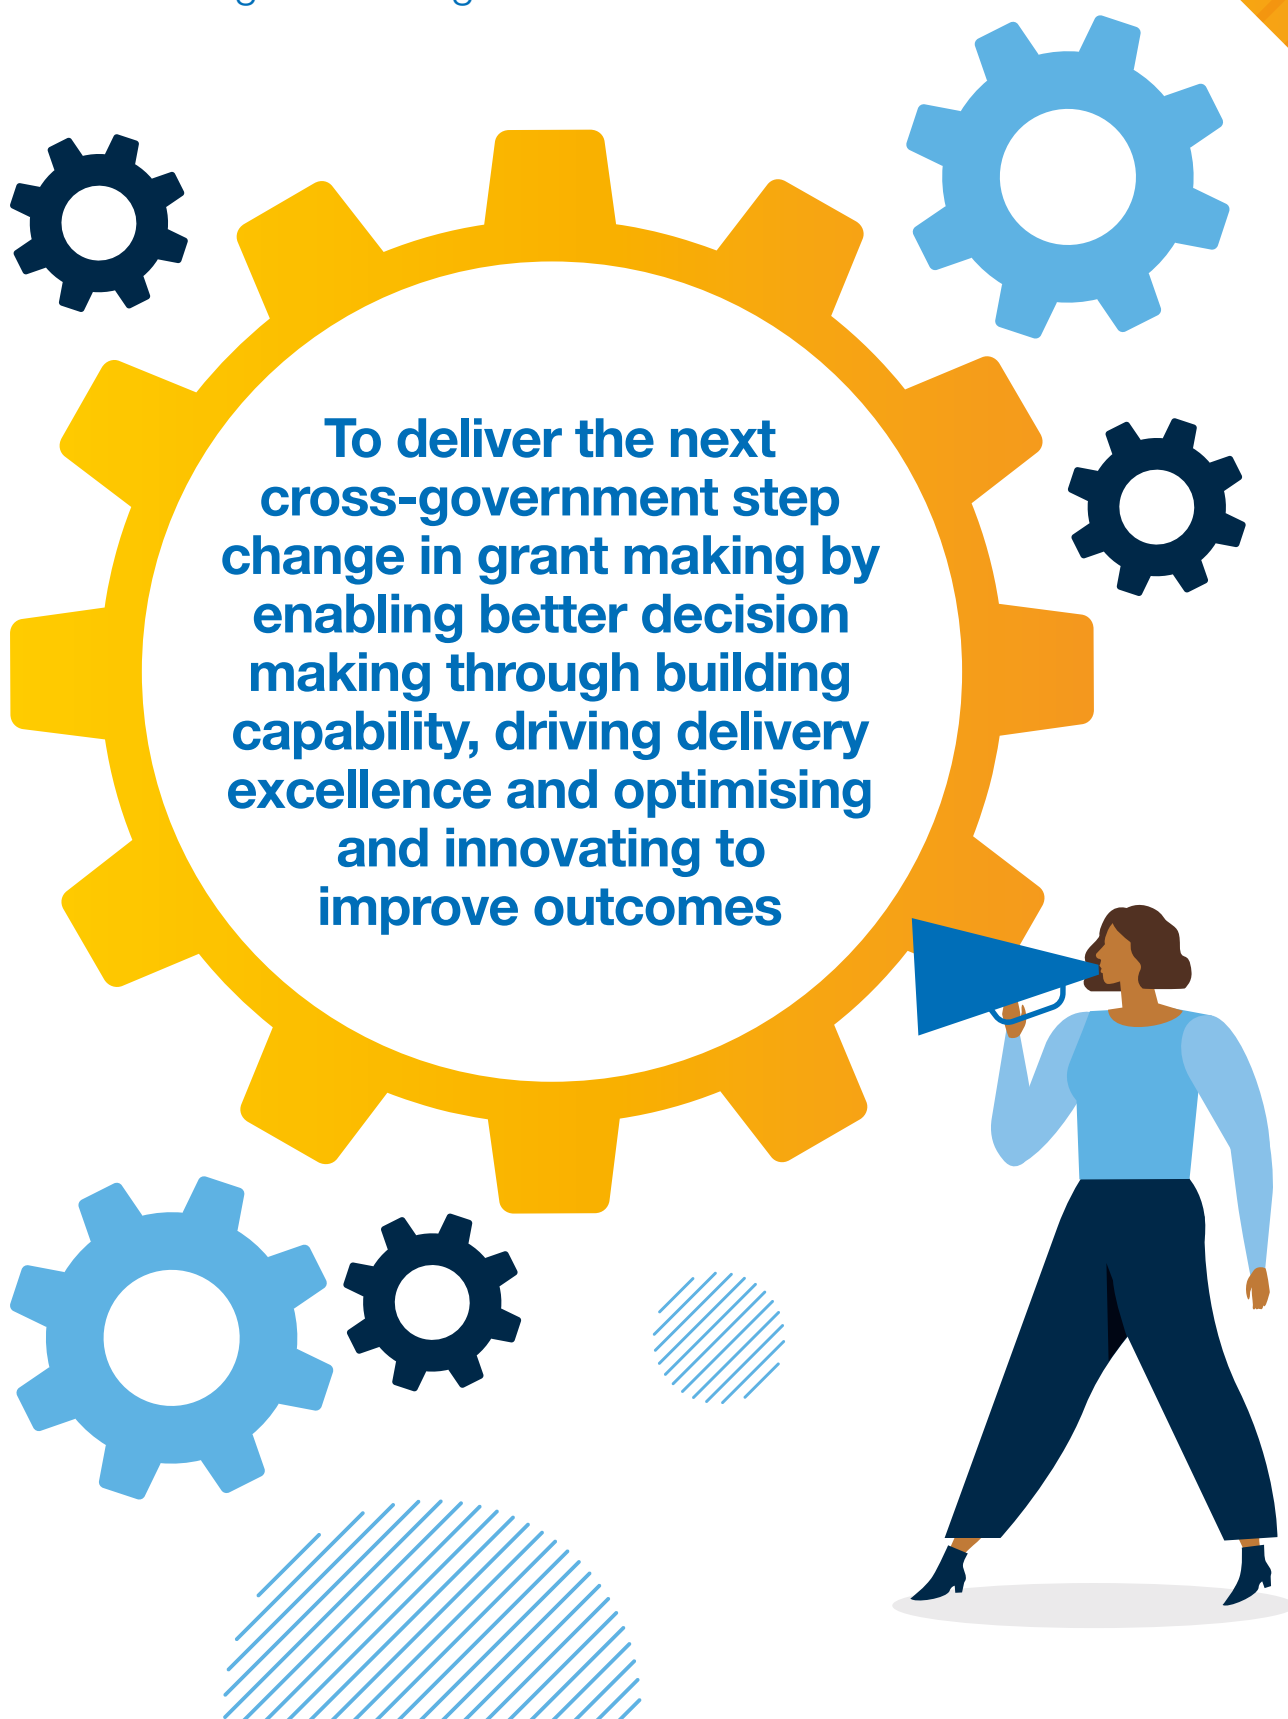 To deliver the next
cross-government step
change in grant making by
enabling better decision
making through building
capability, driving delivery
excellence and optimising
and innovating to
improve outcomes